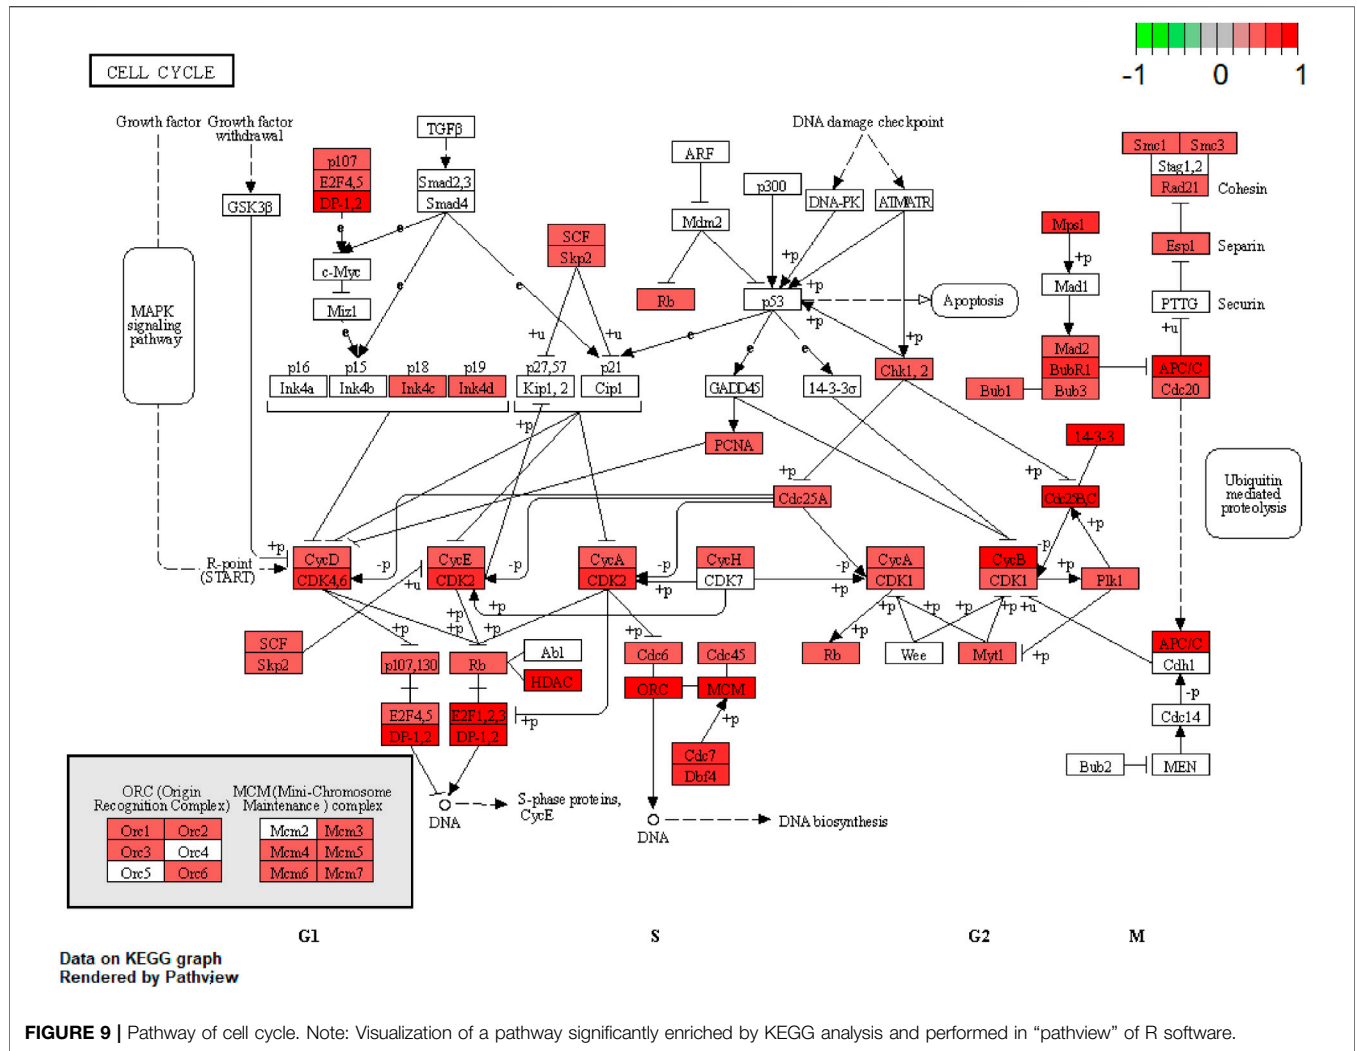 -1 0 1
CELL CYCLE
Growth factor
Growth factor
withdrawal
TGFβ
DNA damage checkpoint
p107
E2F4,5
DP-1,2
ARF
p300
Smc1 Smc3
Stag1,2
Rad21
Cohesin
GSK3β
Smad2,3
Smad4
Mdm2
DNA-PK
ATM/ATR
e
e
SCF
Skp2
Mps1
+p
Esp1
Separin
c-Myc
Miz1
e
e
e
Rb
p53
+p
+p
+p
+p
Apoptosis
Mad1
PTTG
Securin
MAPK
signaling
pathway
+u
+u
e
e
e
+u
Mad2
BubR1
Bub3
Bub1
APC/C
Cdc20
p16
Ink4a
p15
Ink4b
p18
Ink4c
p19
Ink4d
p27,57
Kip1, 2
p21
Cip1
GADD45
14-3-3σ
Chk1, 2
+p
PCNA
14-3-3
+p
Cdc25A
+p
Cdc25B,C
Ubiquitin
mediated
proteolysis
R-point
(START)
+p
CycD
CDK4,6
-p
CycE
CDK2
-p
CycA
CDK2
-p
+p
CycH
CDK7
-p
CycA
CDK1
CycB
CDK1
-p
+p
+p
Plk1
+u
+p
+p
+p
+p
+p
+p
+p
+p
+u
SCF
Skp2
p107,130
Rb
Abl
HDAC
Cdc6
Cdc45
ORC
MCM
+p
Rb
Wee
Myt1
+p
APC/C
Cdh1
-p
Cdc14
E2F4,5
DP-1,2
E2F1,2,3
DP-1,2
+p
+p
Cdc7
Dbf4
Bub2
MEN
DNA
S-phase proteins,
CycE
DNA
DNA biosynthesis
ORC (Origin
Recognition Complex)
MCM (Mini-Chromosome
Maintenance ) complex
Orc1 Orc2
Orc3 Orc4
Orc5 Orc6
Mcm2 Mcm3
Mcm4 Mcm5
Mcm6 Mcm7
G1 S G2 M
Data on KEGG graph
Rendered by Pathview
FIGURE 9 | Pathway of cell cycle. Note: Visualization of a pathway significantly enriched by KEGG analysis and performed in “pathview” of R software.